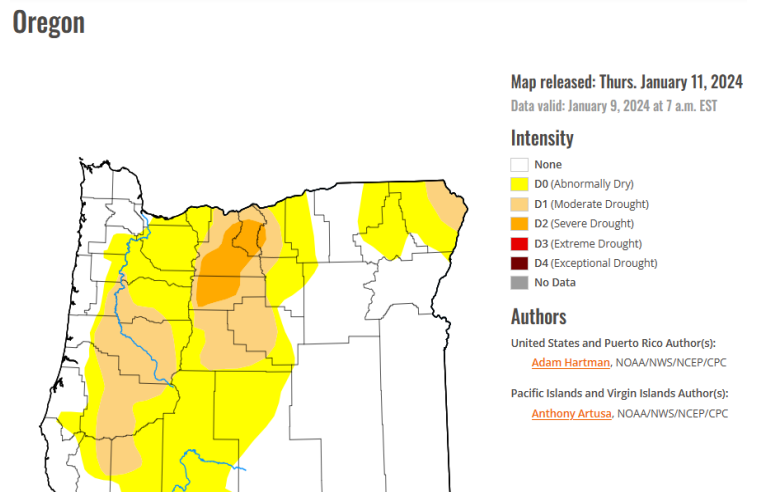 Oregon
Map released: Thurs. January 11, 2024
Data valid: January 9, 2024 at 7 a.m. EST
Intensity
None
D0 (Abnormally Dry)
D1 (Moderate Drought)
D2 (Severe Drought)
D3 (Extreme Drought)
D4 (Exceptional Drought)
No Data
Authors
United States and Puerto Rico Author(s):
Adam Hartman, NOAA/NWS/NCEP/CPC
Pacific Islands and Virgin Islands Author(s):
Anthony Artusa, NOAA/NWS/NCEP/CPC